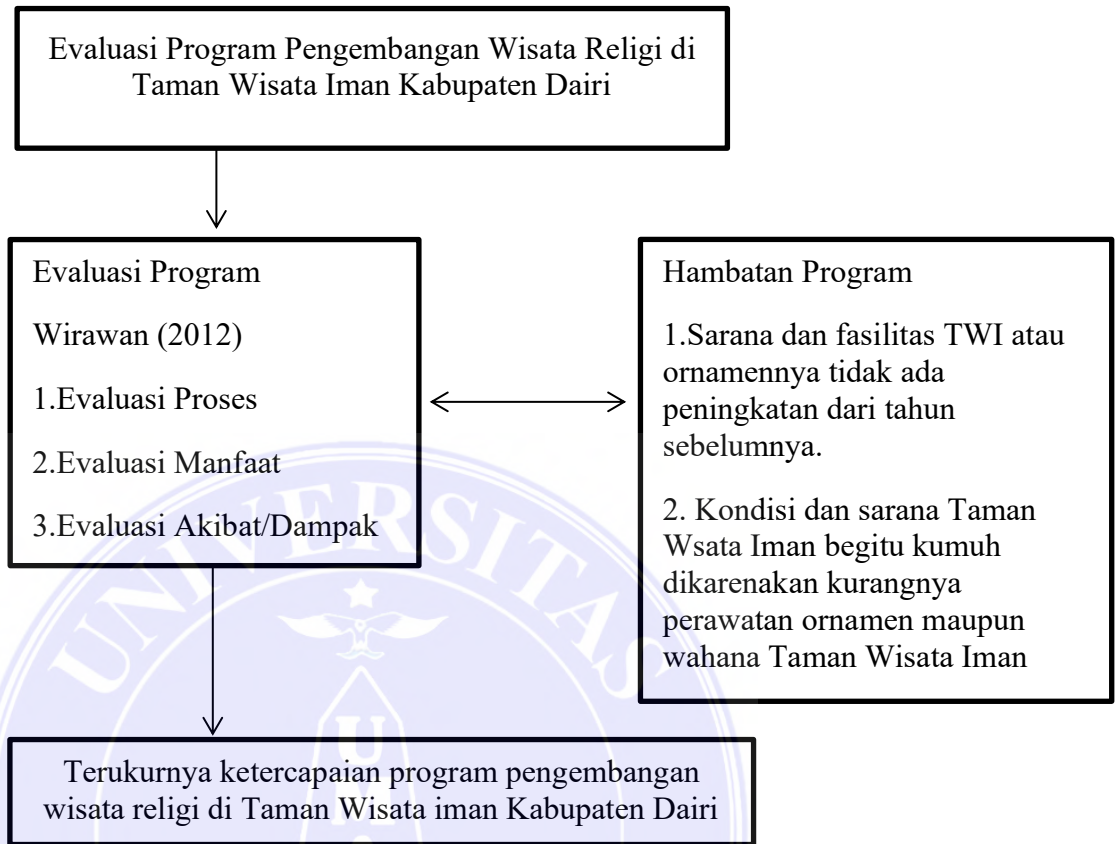 Evaluasi Program Pengembangan Wisata Religi di
Taman Wisata Iman Kabupaten Dairi
Evaluasi Program
Wirawan (2012)
1.Evaluasi Proses
2.Evaluasi Manfaat
3.Evaluasi Akibat/Dampak
Hambatan Program
1.Sarana dan fasilitas TWI atau
ornamennya tidak ada
peningkatan dari tahun
sebelumnya.
2. Kondisi dan sarana Taman
Wsata Iman begitu kumuh
dikarenakan kurangnya
perawatan ornamen maupun
wahana Taman Wisata Iman
Terukurnya ketercapaian program pengembangan
wisata religi di Taman Wisata iman Kabupaten Dairi
UNIVERSITAS
U